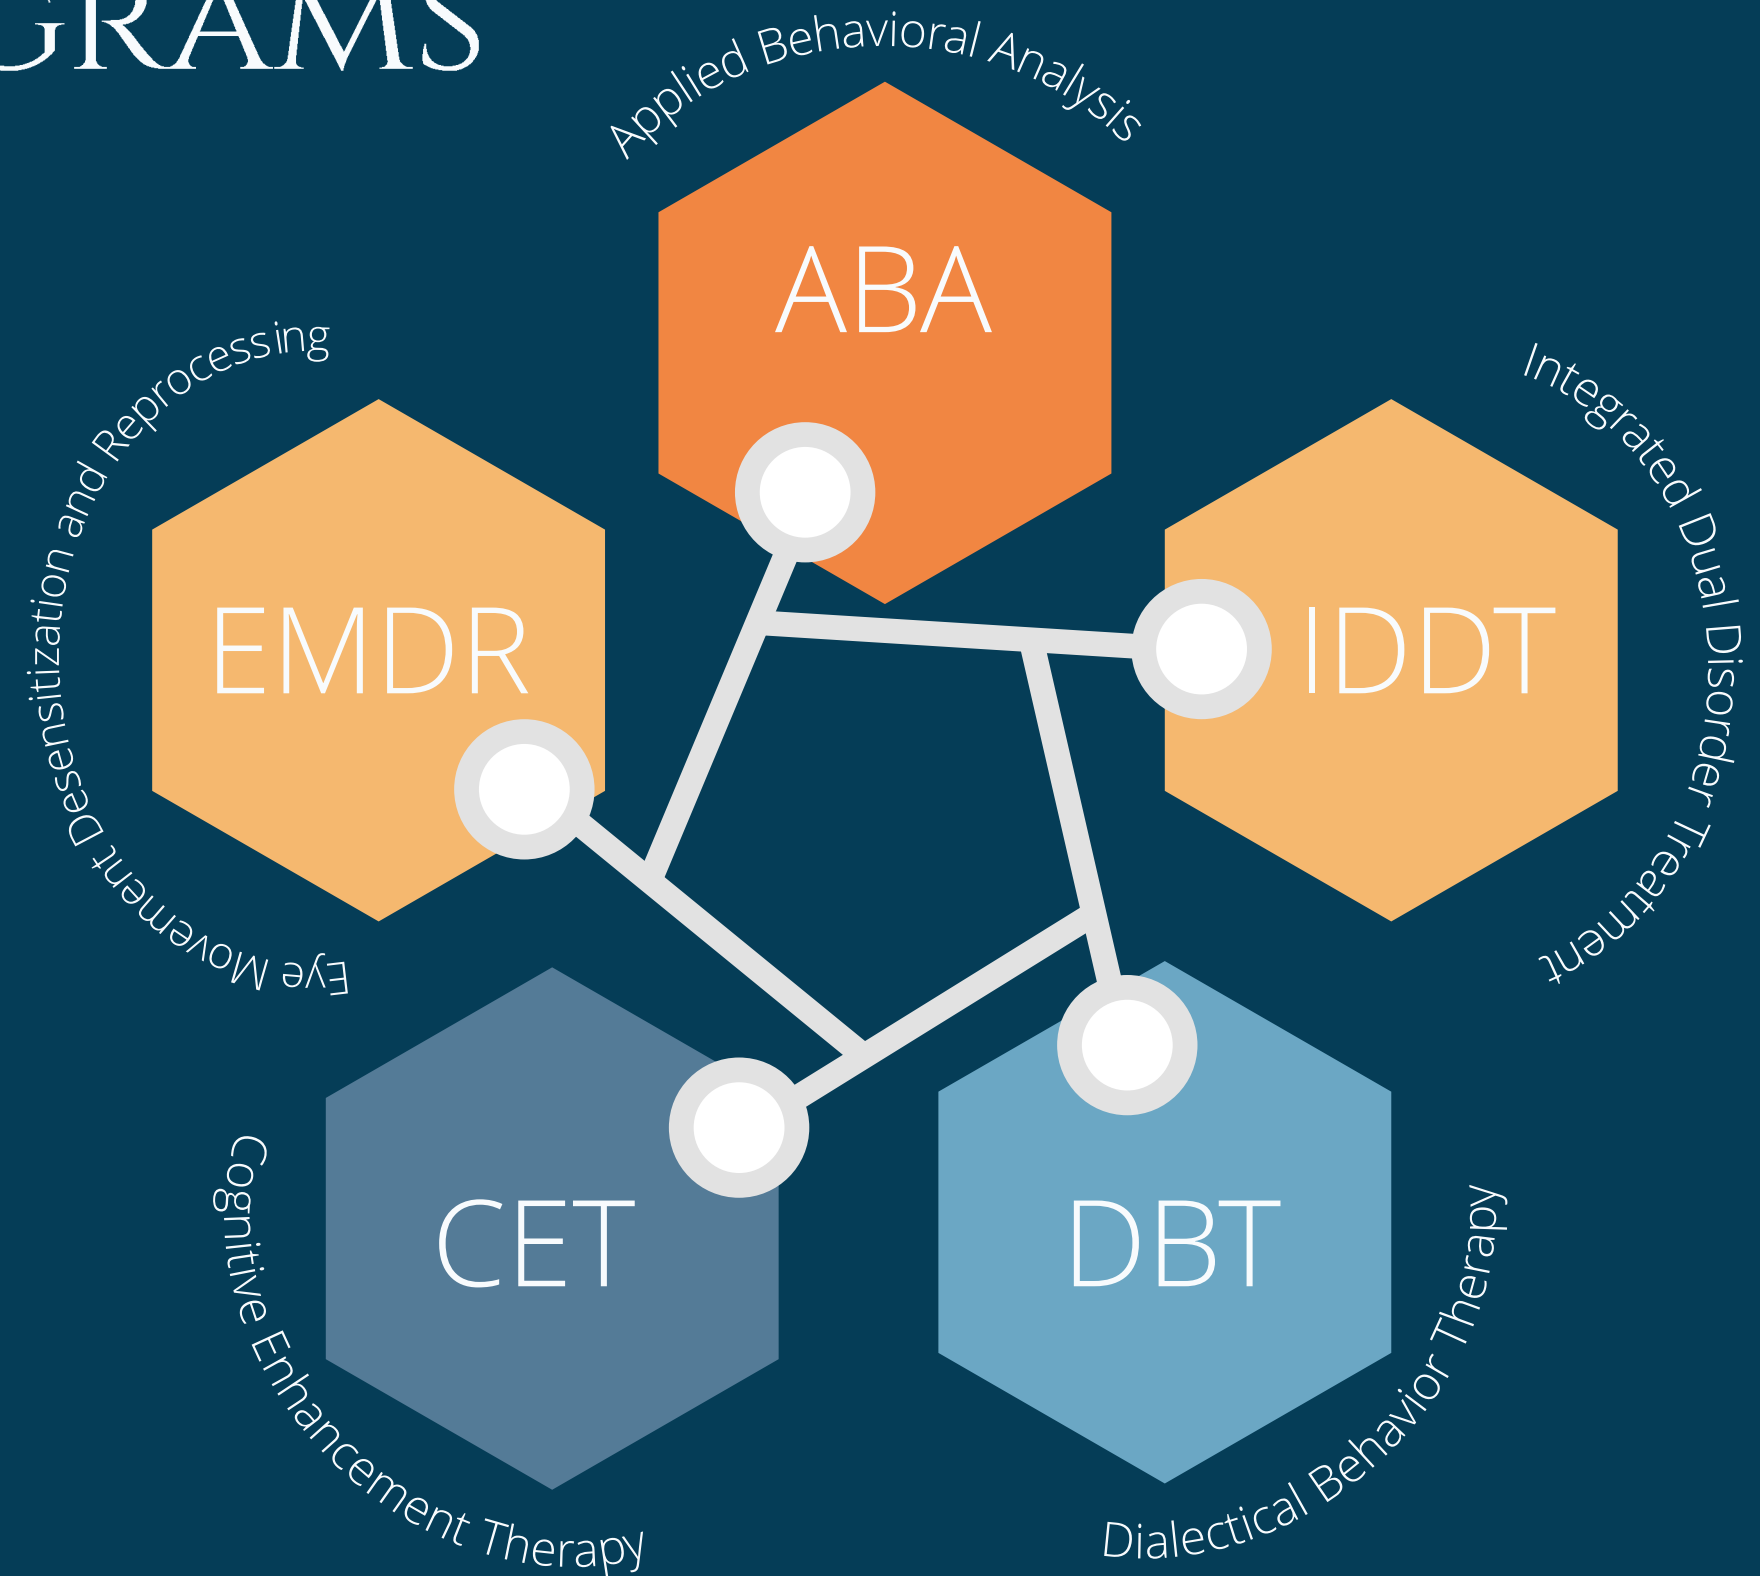 GRAMS
Applied Behavioral Analysis
ABA
Eye Movement Desensitization and Reprocessing
EMDR
Integrated Dual Disorder Treatment
IDDT
Cognitive Enhancement Therapy
CET
Dialectical Behavior Therapy
DBT